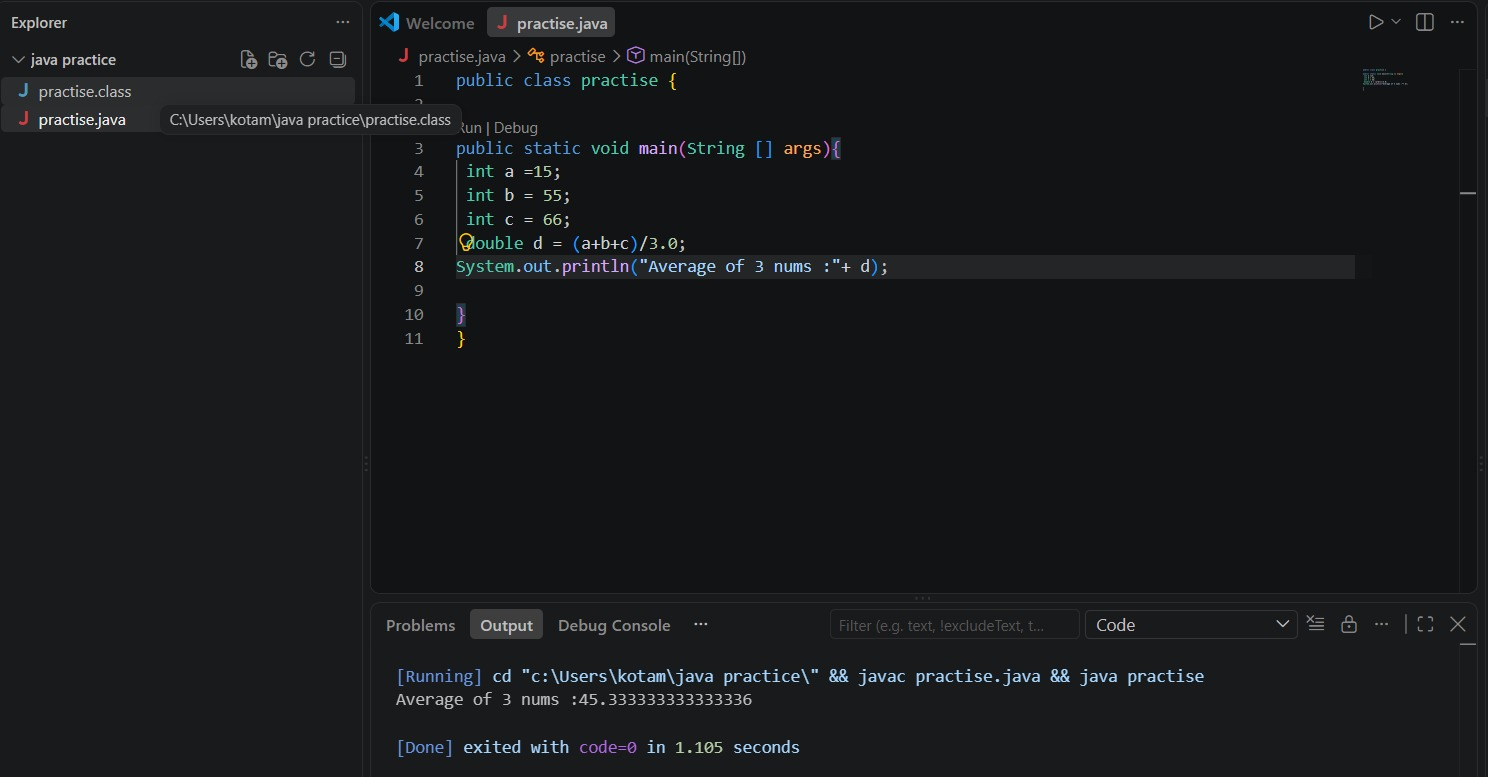 Explorer
java practice
practise.class
practise.java
C:\Users\kotam\java practice\practise.class
Welcome
practise.java
practise.java > practise > main(String[])
1 public class practise {
2
Run | Debug
3 public static void main(String [] args){
4 int a =15;
5 int b = 55;
6 int c = 66;
7 double d = (a+b+c)/3.0;
8 System.out.println("Average of 3 nums :"+ d);
9
10 }
11 }
Problems Output Debug Console
Filter (e.g. text, !excludeText, t...
Code
[Running] cd "c:\Users\kotam\java practice\" && javac practise.java && java practise
Average of 3 nums :45.333333333333336
[Done] exited with code=0 in 1.105 seconds